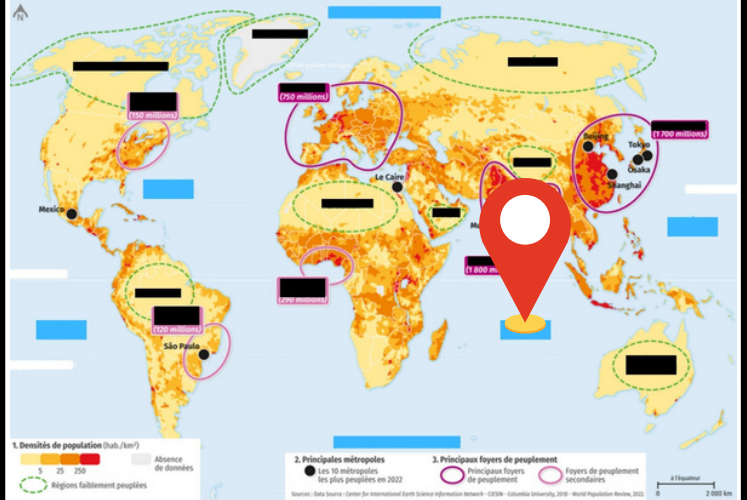 N
(150 millions)
(750 millions)
(1 700 millions)
Beijing
Tokyo
Osaka
Shanghai
Le Caire
Mexico
(1 800
(290 millions)
(120 millions)
São Paulo
1. Densités de population (hab./km²)
5 25 250
Absence
de données
Régions faiblement peuplées
2. Principales métropoles
Les 10 métropoles
les plus peuplées en 2022
3. Principaux foyers de peuplement
Principaux foyers
de peuplement
Foyers de peuplement
secondaires
Sources : Data Source : Center for International Earth Science Information Network - CIESIN - Columbia University, 2018 - World Population Review, 2022.
à l'équateur
2 000 km